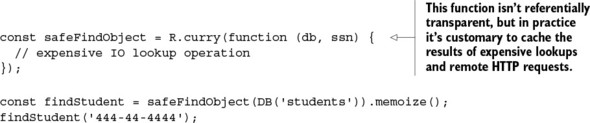 This function isn't referentially
transparent, but in practice
it's customary to cache the
results of expensive lookups
and remote HTTP requests.
const safeFindObject = R.curry(function (db, ssn) {
  // expensive IO lookup operation
});
const findStudent = safeFindObject(DB('students')).memoize();
findStudent('444-44-4444');